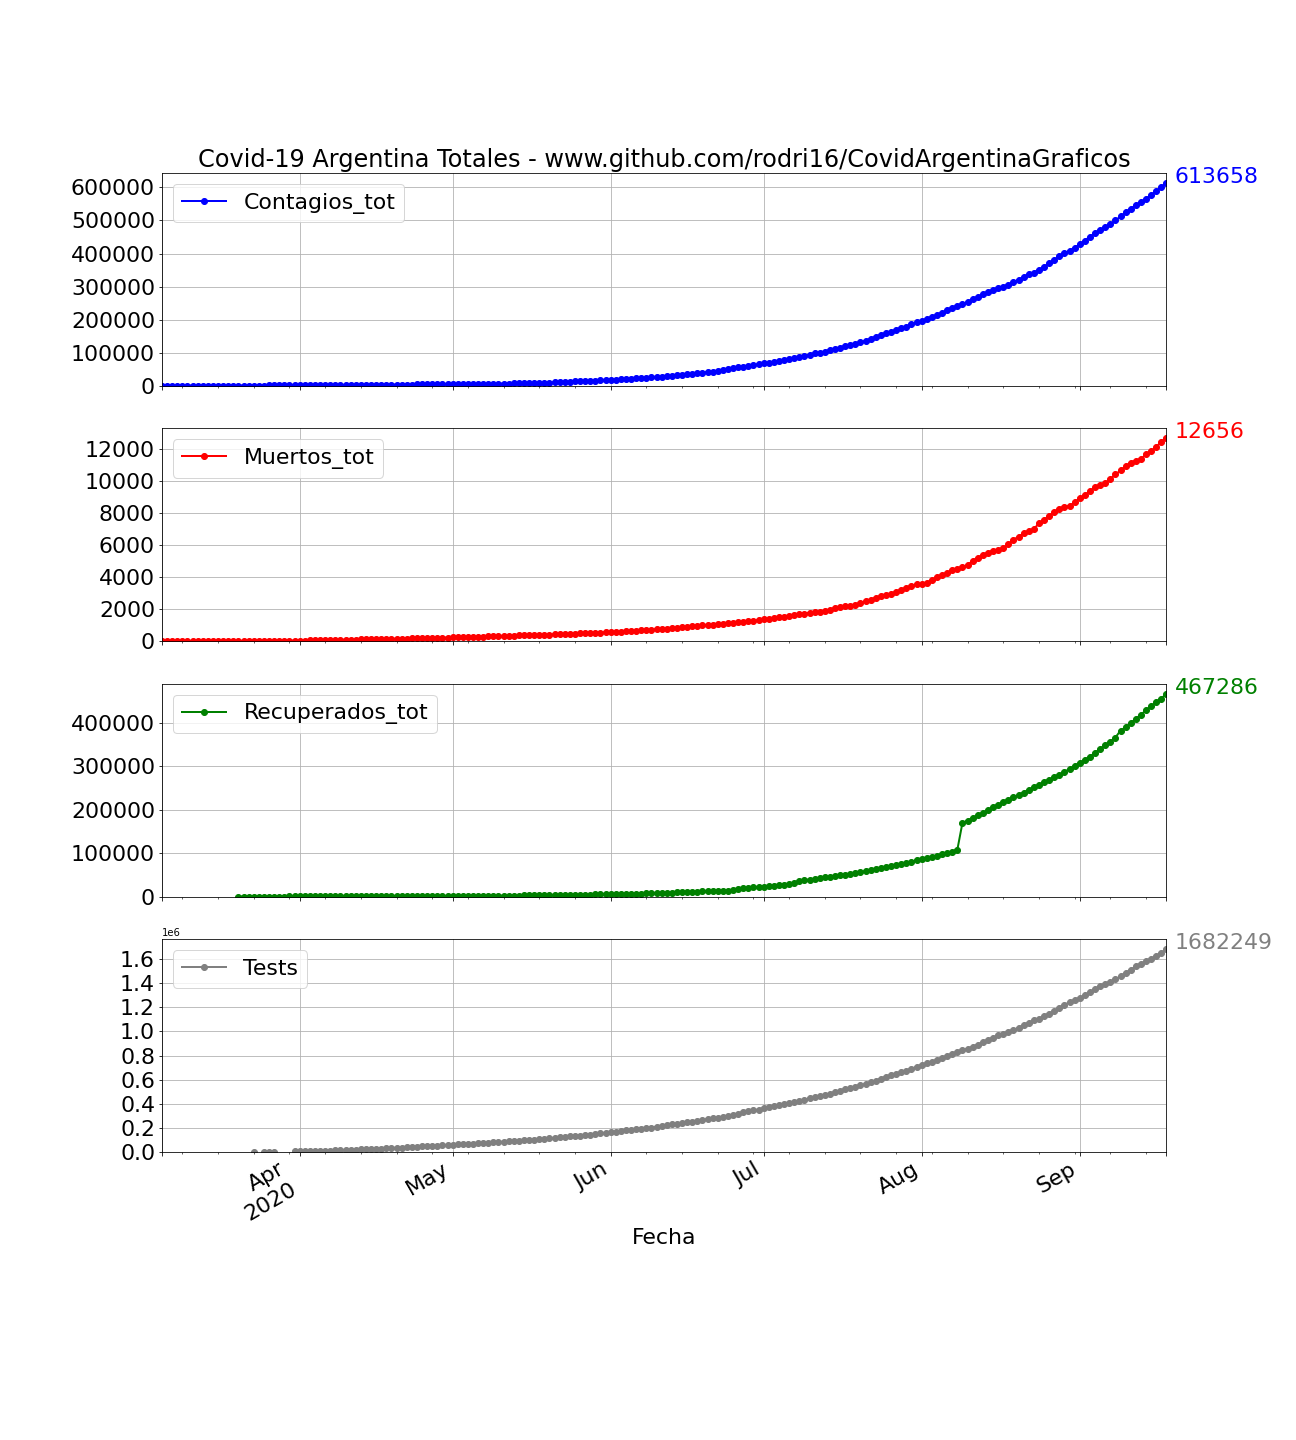 Covid-19 Argentina Totales - www.github.com/rodri16/CovidArgentinaGraficos
613658
600000
500000
400000
300000
200000
100000
0
Contagios_tot
12656
12000
10000
8000
6000
4000
2000
0
Muertos_tot
467286
400000
300000
200000
100000
0
Recuperados_tot
1e6
1682249
1.6
1.4
1.2
1.0
0.8
0.6
0.4
0.2
0.0
Tests
Apr
2020
May
Jun
Jul
Aug
Sep
Fecha